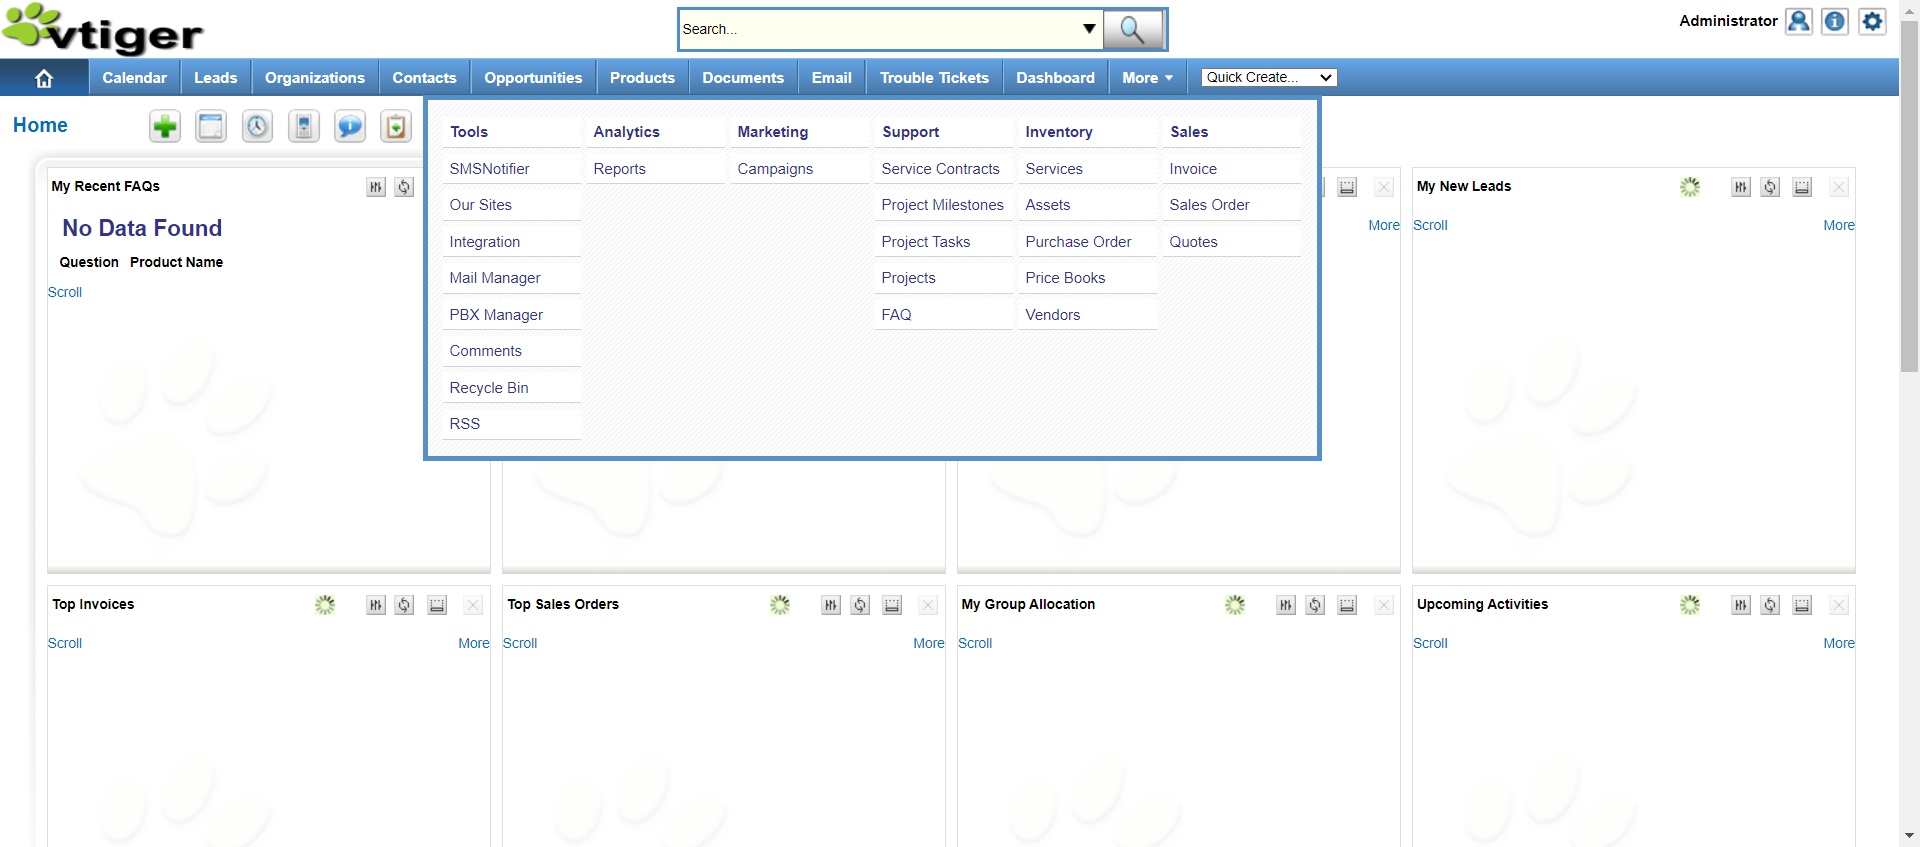 vtiger
Search...
Administrator
Calendar Leads Organizations Contacts Opportunities Products Documents Email Trouble Tickets Dashboard More Quick Create...
Home
Tools Analytics Marketing Support Inventory Sales
SMSNotifier Reports Campaigns Service Contracts Services Invoice
Our Sites Project Milestones Assets Sales Order
Integration Project Tasks Purchase Order Quotes
Mail Manager Projects Price Books
PBX Manager FAQ Vendors
Comments
Recycle Bin
RSS
My Recent FAQs
No Data Found
Question Product Name
Scroll
More
My New Leads
Scroll More
Top Invoices
Scroll More
Top Sales Orders
Scroll More
My Group Allocation
Scroll
Upcoming Activities
Scroll More